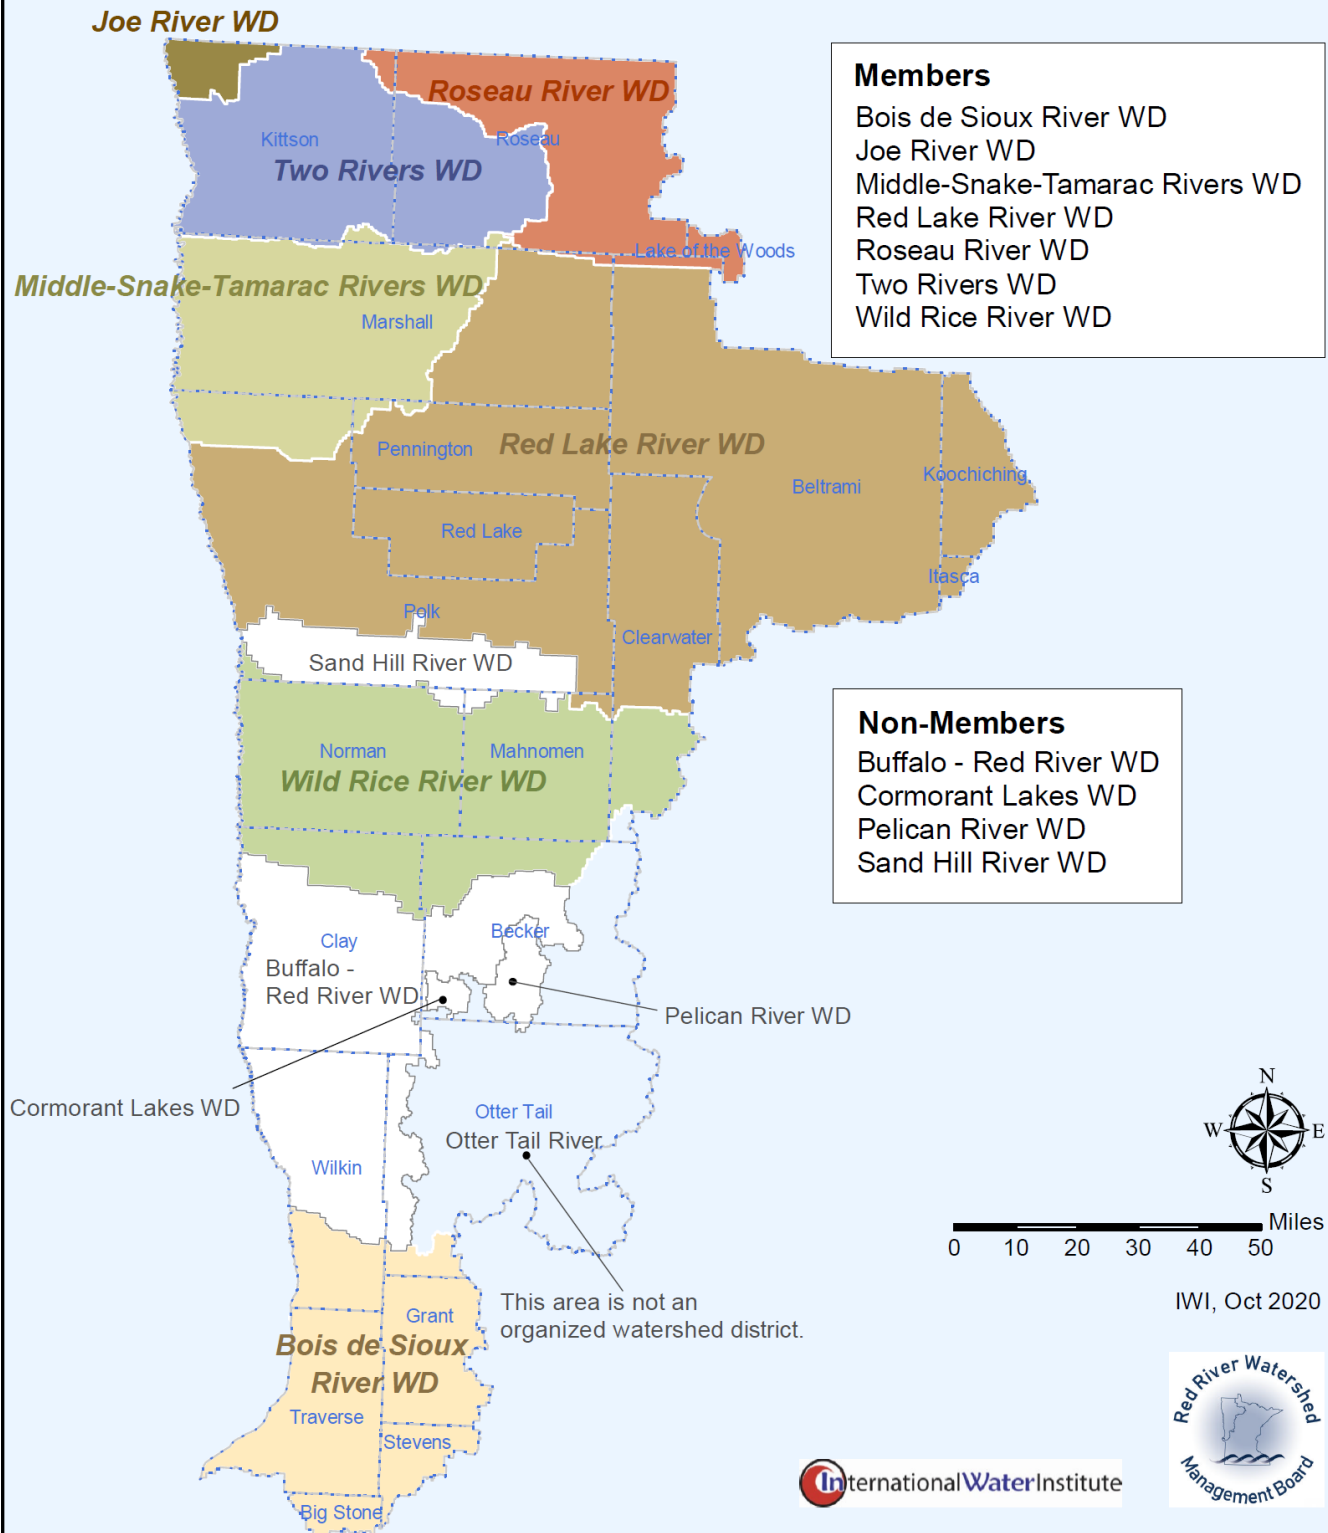 Joe River WD
Roseau River WD
Kittson
Roseau
Two Rivers WD
Lake of the Woods
Middle-Snake-Tamarac Rivers WD
Marshall
Members
Bois de Sioux River WD
Joe River WD
Middle-Snake-Tamarac Rivers WD
Red Lake River WD
Roseau River WD
Two Rivers WD
Wild Rice River WD
Pennington
Red Lake River WD
Beltrami
Koochiching
Red Lake
Itasca
Polk
Clearwater
Sand Hill River WD
Norman
Mahnomen
Wild Rice River WD
Non-Members
Buffalo - Red River WD
Cormorant Lakes WD
Pelican River WD
Sand Hill River WD
Clay
Becker
Buffalo -
Red River WD
Pelican River WD
Cormorant Lakes WD
Otter Tail
Otter Tail River
Wilkin
N
W
E
S
Miles
0 10 20 30 40 50
This area is not an
organized watershed district.
IWI, Oct 2020
Grant
Bois de Sioux
River WD
Traverse
Stevens
Big Stone
InternationalWaterInstitute
Red River Watershed
Management Board